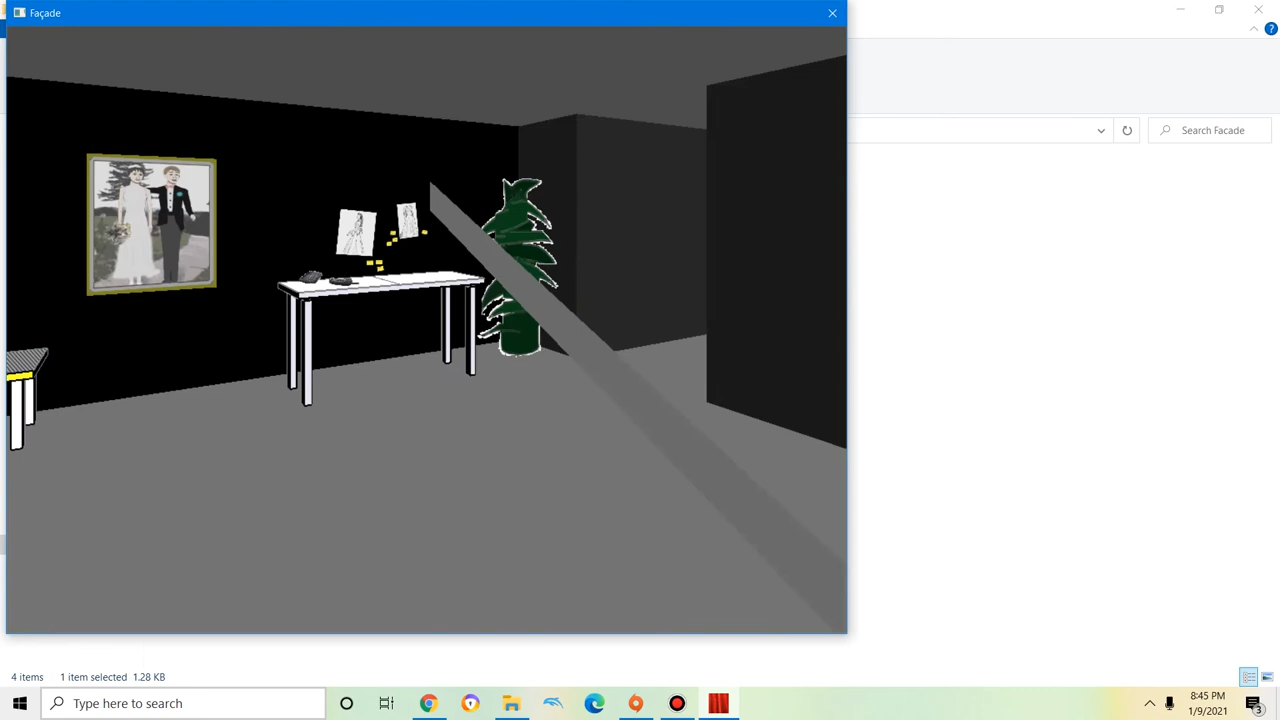 Façade
Search Facade
4 items 1 item selected 1.28 KB
Type here to search
8:45 PM
1/9/2021
3